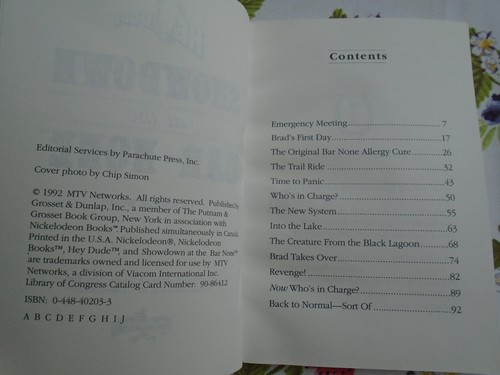 Editorial Services by Parachute Press, Inc.
Cover photo by Chip Simon
© 1992 MTV Networks. All rights reserved. Published by
Grosset & Dunlap, Inc., a member of The Putnam &
Grosset Book Group, New York in association with
Nickelodeon Books™ Published simultaneously in Canada.
Printed in the U.S.A. Nickelodeon®, Nickelodeon
Books™, Hey Dude™, and Showdown at the Bar None™
are trademarks owned and licensed for use by MTV
Networks, a division of Viacom International Inc.
Library of Congress Catalog Card Number: 90-86412
ISBN: 0-448-40203-3
A B C D E F G H I J
Contents
Emergency Meeting 7
Brad's First Day 17
The Original Bar None Allergy Cure 26
The Trail Ride 32
Time to Panic 43
Who's in Charge? 50
The New System 55
Into the Lake 63
The Creature From the Black Lagoon 68
Brad Takes Over 74
Revenge! 82
Now Who's in Charge? 89
Back to Normal—Sort Of 92